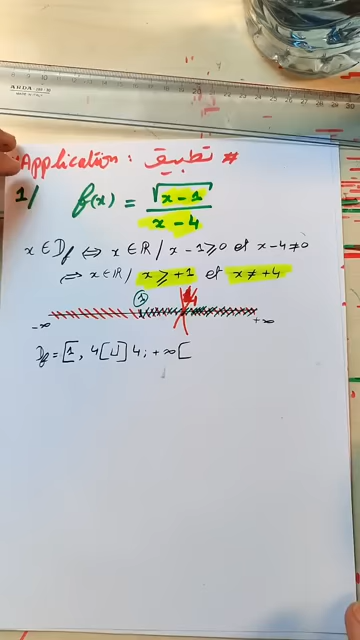 Application : تطبيق #
1/ f(x) = √(x-1) / (x-4)
x ∈ Df ⇔ x ∈ ℝ / x - 1 ⩾ 0 et x - 4 ≠ 0
⇔ x ∈ ℝ / x ⩾ +1 et x ≠ +4
1 4
-∞ +∞
Df = [1, 4[ ∪ ]4; +∞[